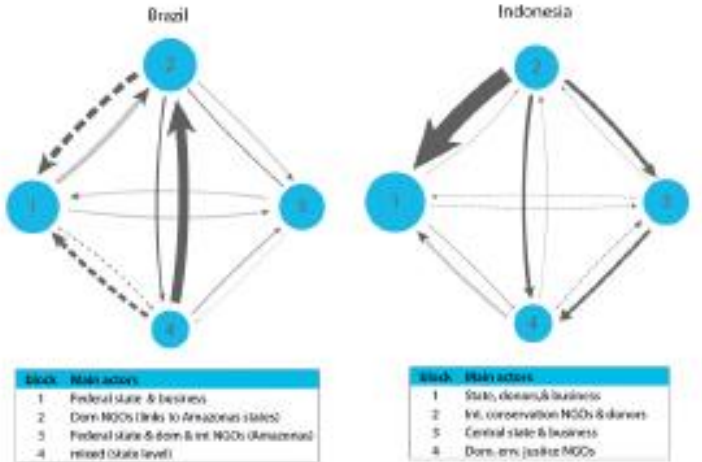 Brazil
Indonesia
2
2
1
3
1
3
4
4
Block Main actors
1 Federal state & business
2 Dom NGOs (links to Amazonas states)
3 Federal state & dom & int NGOs (Amazonas)
4 mixed (state level)
Block Main actors
1 State, donors,& business
2 Int. conservation NGOs & donors
3 Central state & business
4 Dom. env. justice NGOs